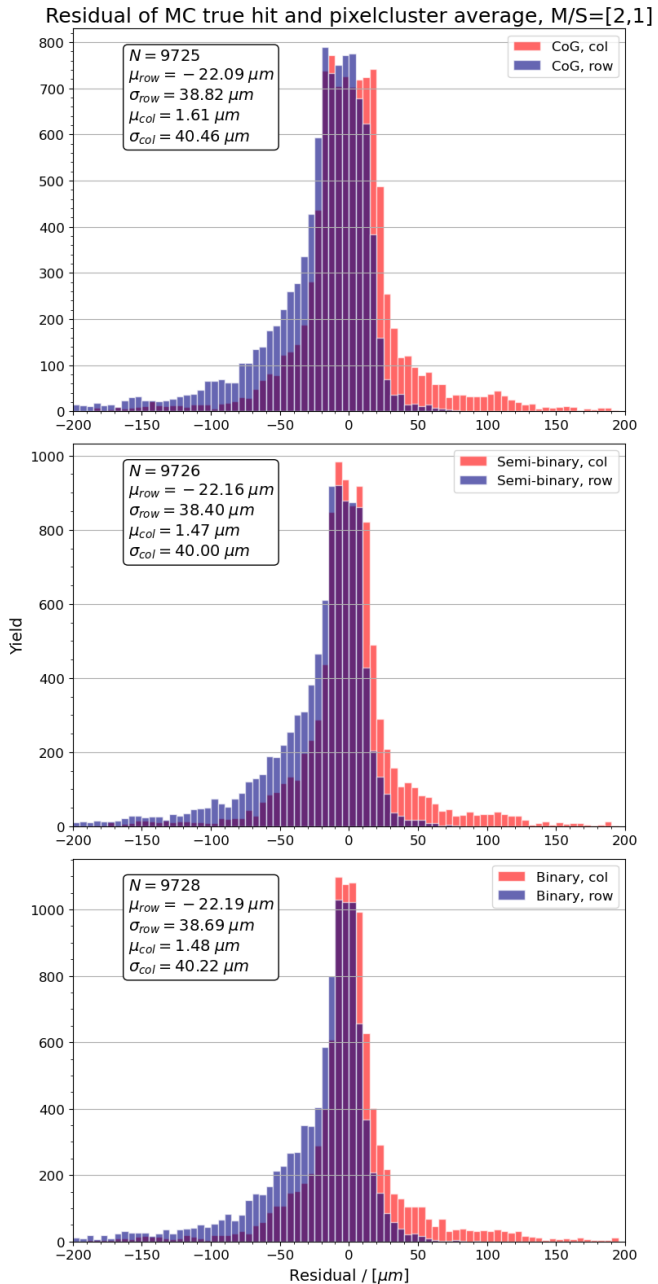 Residual of MC true hit and pixelcluster average, M/S=[2,1]
800
700
600
500
400
300
200
100
0
N = 9725
μrow = − 22.09 μm
σrow = 38.82 μm
μcol = 1.61 μm
σcol = 40.46 μm
CoG, col
CoG, row
−200 −150 −100 −50 0 50 100 150 200
1000
800
600
400
200
0
Yield
N = 9726
μrow = − 22.16 μm
σrow = 38.40 μm
μcol = 1.47 μm
σcol = 40.00 μm
Semi-binary, col
Semi-binary, row
−200 −150 −100 −50 0 50 100 150 200
1000
800
600
400
200
0
N = 9728
μrow = − 22.19 μm
σrow = 38.69 μm
μcol = 1.48 μm
σcol = 40.22 μm
Binary, col
Binary, row
−200 −150 −100 −50 0 50 100 150 200
Residual / [μm]